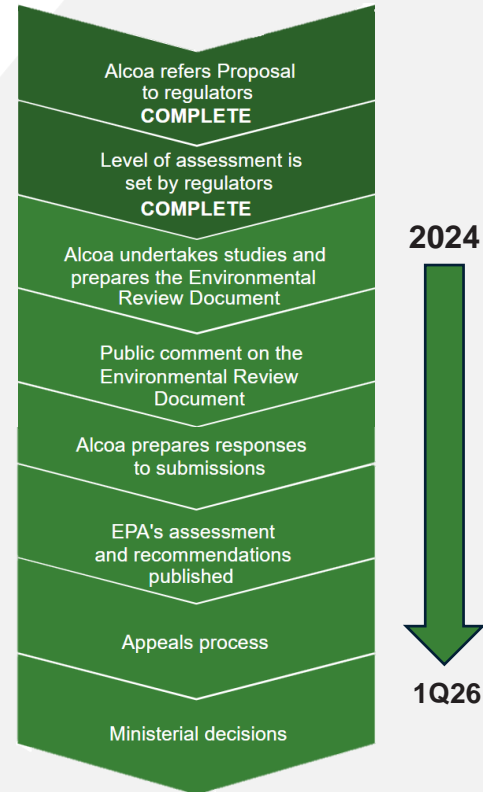 Alcoa refers Proposal
to regulators
COMPLETE
Level of assessment is
set by regulators
COMPLETE
Alcoa undertakes studies and
prepares the Environmental
Review Document
Public comment on the
Environmental Review
Document
Alcoa prepares responses
to submissions
EPA's assessment
and recommendations
published
Appeals process
Ministerial decisions
2024
1Q26